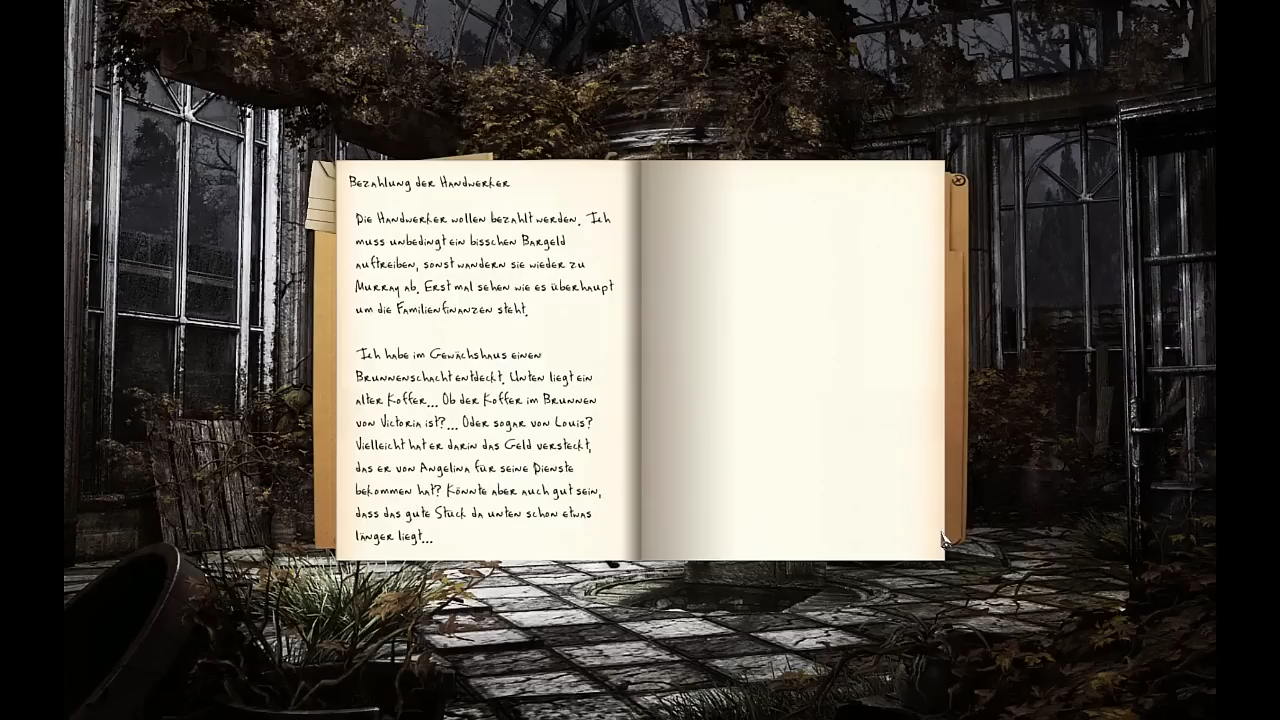 Bezahlung der Handwerker
Die Handwerker wollen bezahlt werden. Ich
muss unbedingt ein bisschen Bargeld
auftreiben, sonst wandern sie wieder zu
Murray ab. Erst mal sehen wie es überhaupt
um die Familienfinanzen steht.
Ich habe im Gewächshaus einen
Brunnenschacht entdeckt. Unten liegt ein
alter Koffer... Ob der Koffer im Brunnen
von Victoria ist?... Oder sogar von Louis?
Vielleicht hat er darin das Geld versteckt,
das er von Angelina für seine Dienste
bekommen hat? Könnte aber auch gut sein,
dass das gute Stück da unten schon etwas
länger liegt...